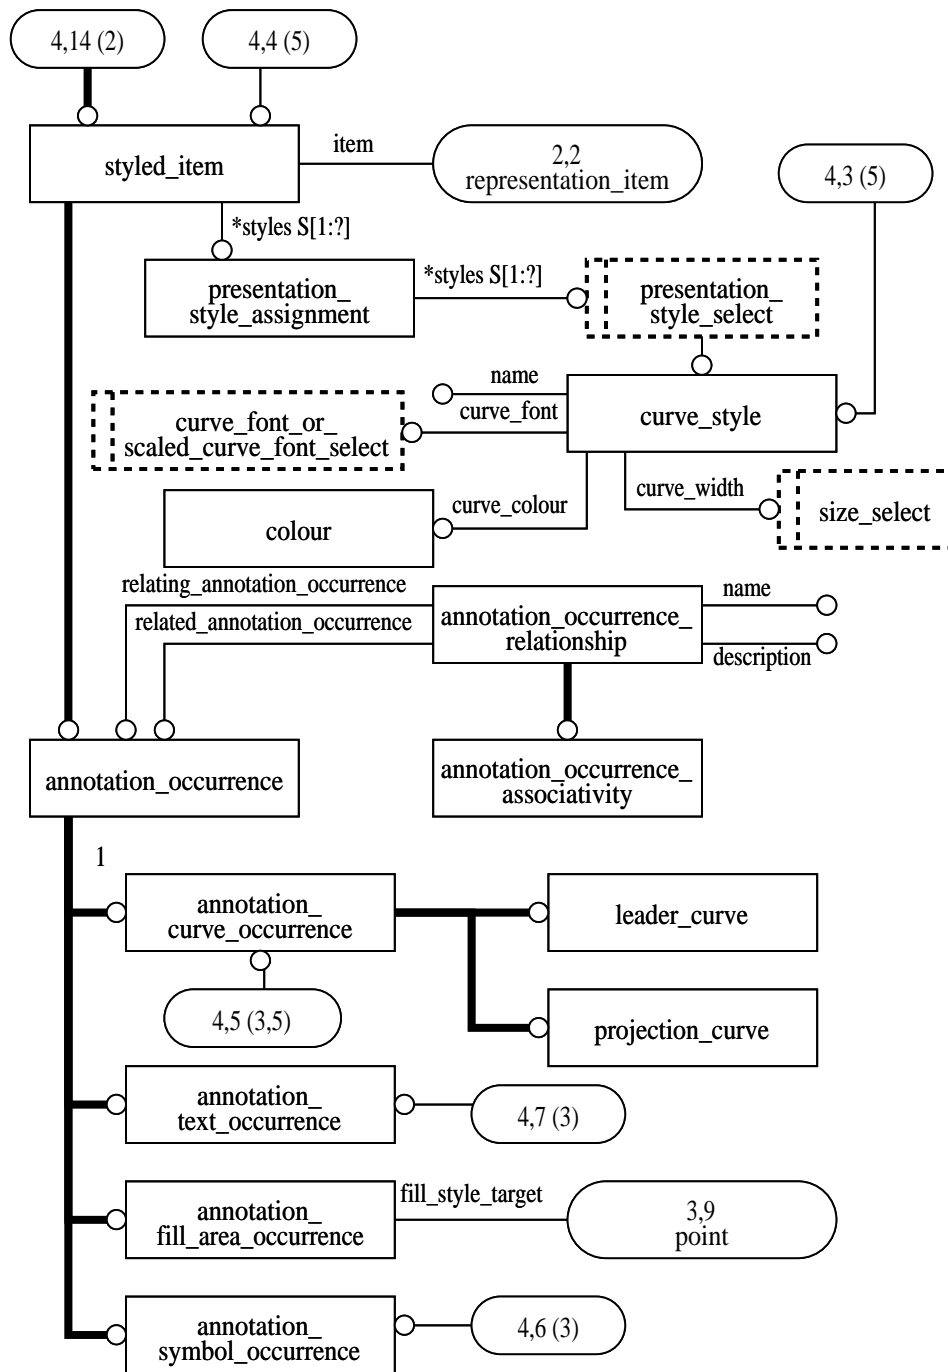 4,14 (2)
4,4 (5)
styled_item
item
2,2
representation_item
4,3 (5)
*styles S[1:?]
presentation_
style_assignment
*styles S[1:?]
presentation_
style_select
name
curve_font
curve_font_or_
scaled_curve_font_select
curve_style
curve_colour
curve_width
colour
size_select
relating_annotation_occurrence
related_annotation_occurrence
annotation_occurrence_
relationship
name
description
annotation_occurrence
annotation_occurrence_
associativity
1
annotation_
curve_occurrence
leader_curve
4,5 (3,5)
projection_curve
annotation_
text_occurrence
4,7 (3)
annotation_
fill_area_occurrence
fill_style_target
3,9
point
annotation_
symbol_occurrence
4,6 (3)